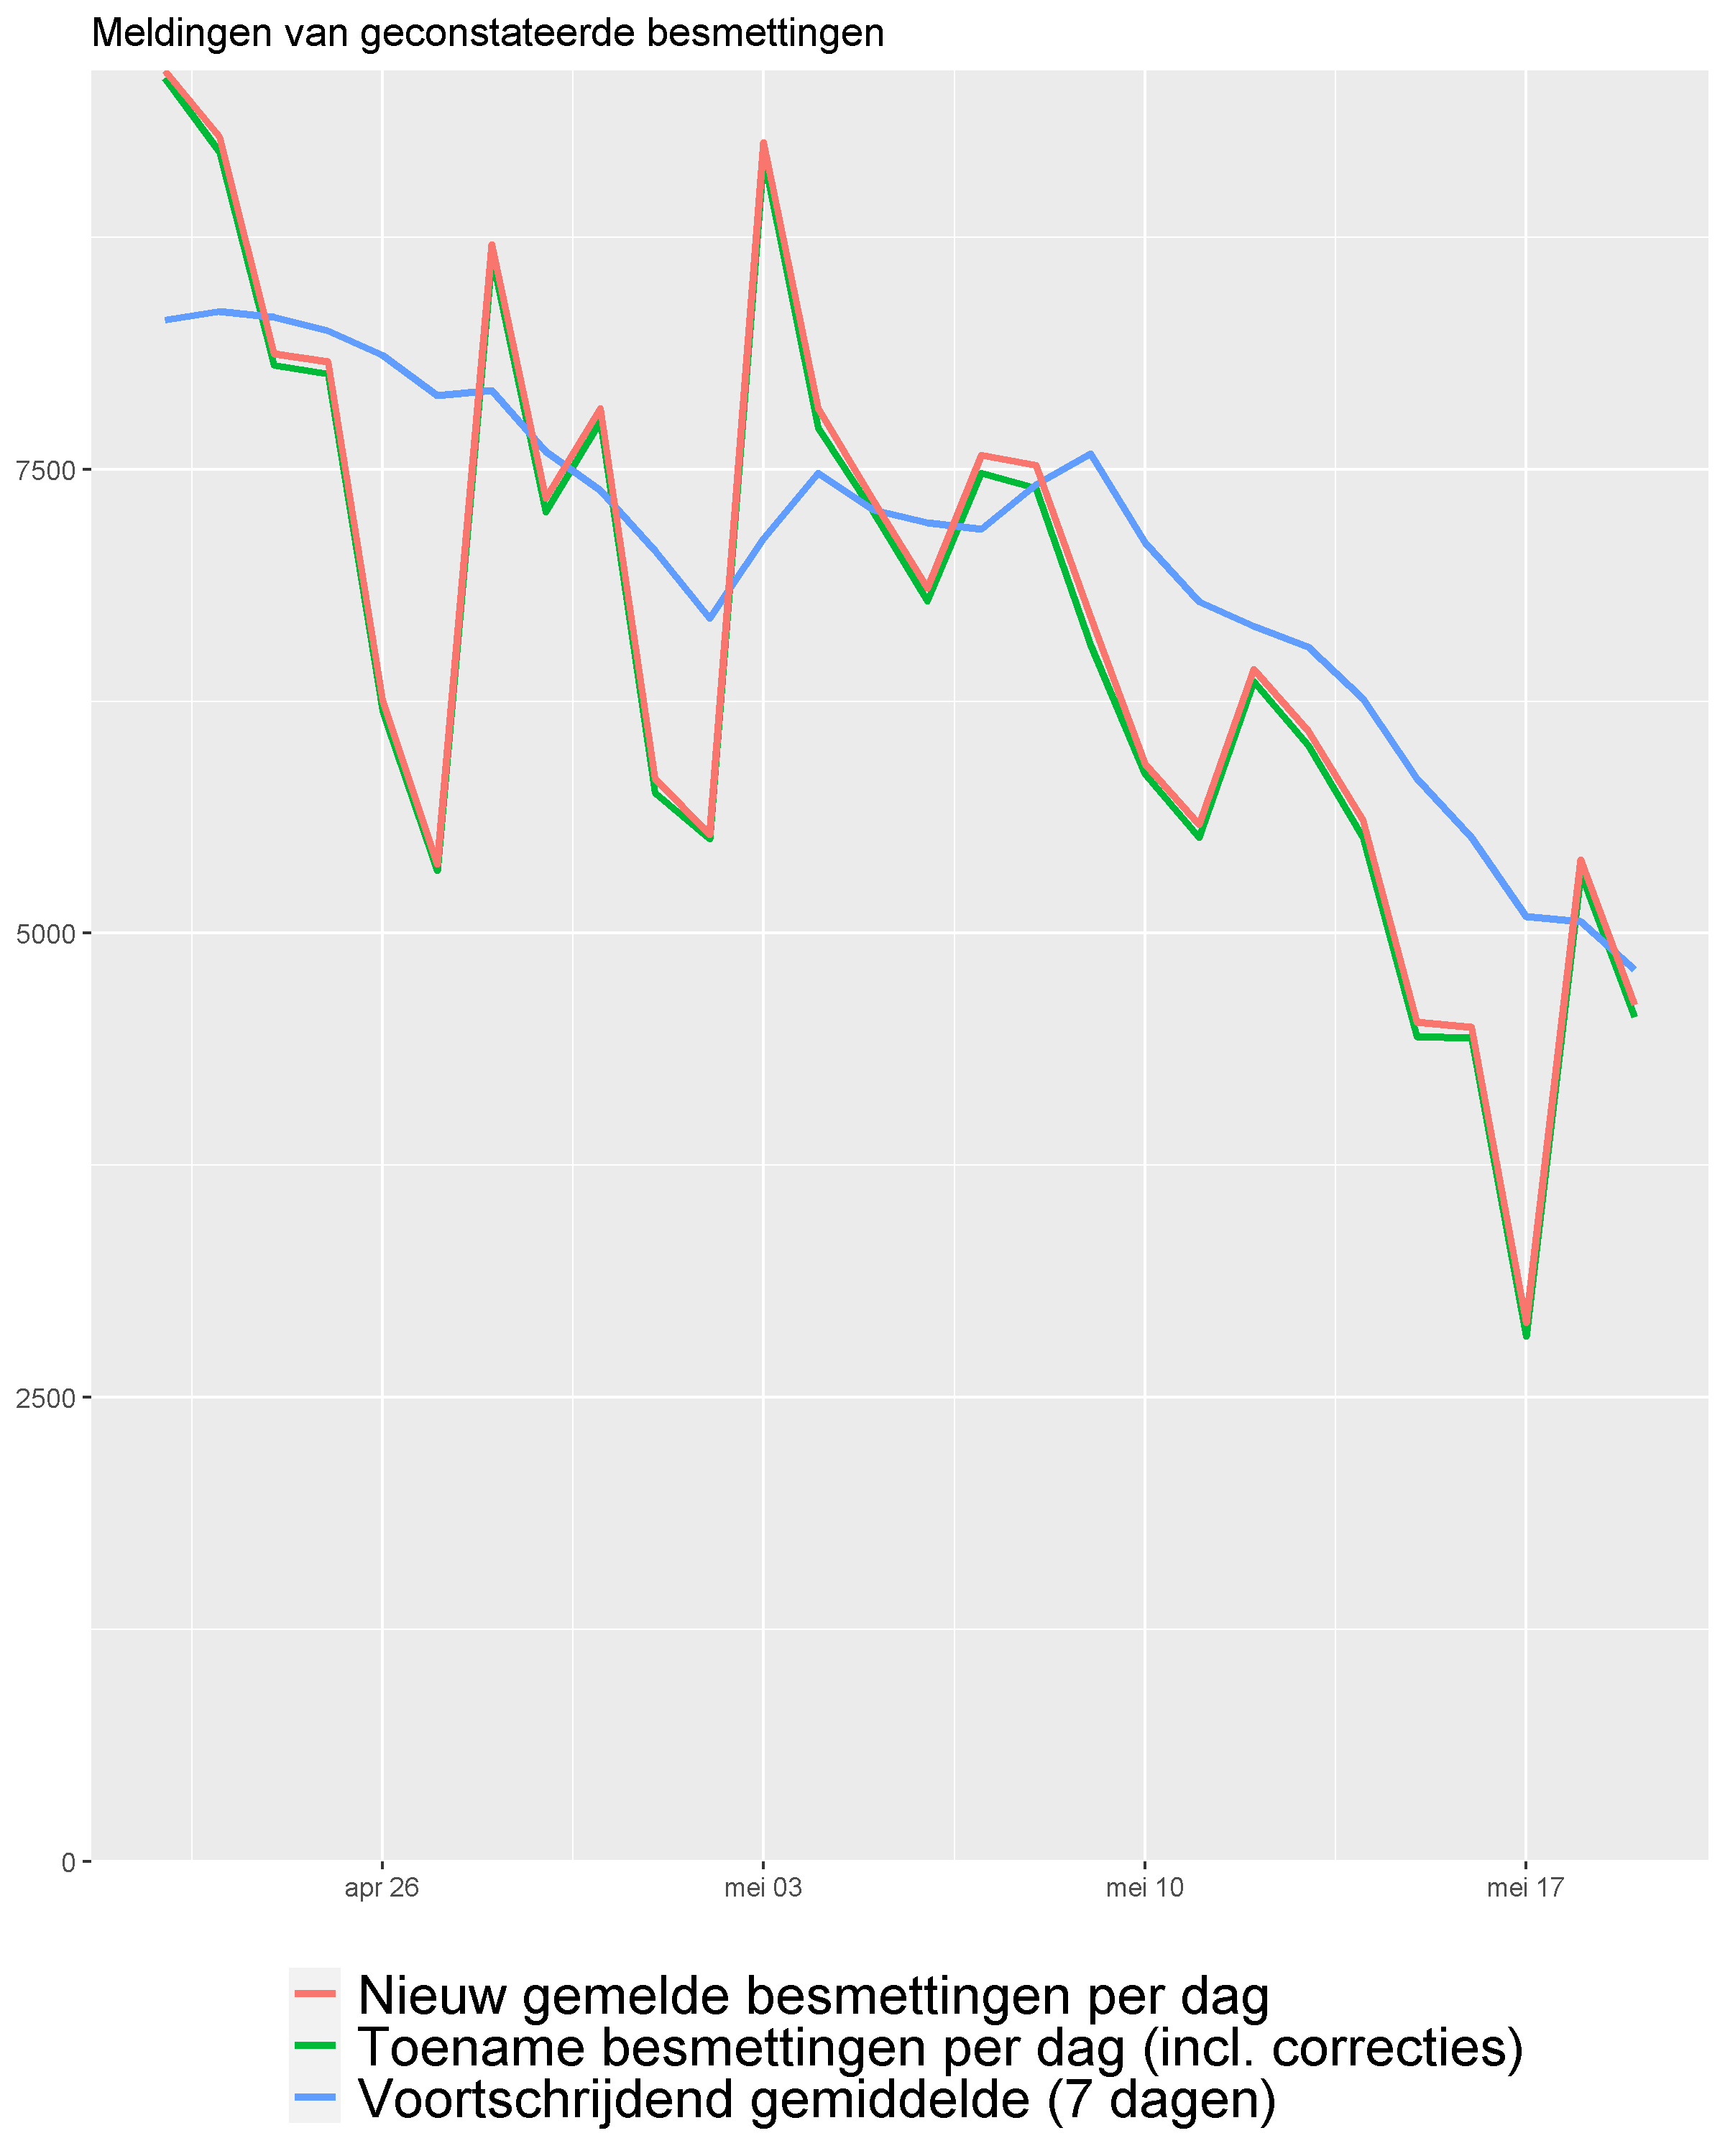 Meldingen van geconstateerde besmettingen
7500
5000
2500
0
apr 26 mei 03 mei 10 mei 17
Nieuw gemelde besmettingen per dag
Toename besmettingen per dag (incl. correcties)
Voortschrijdend gemiddelde (7 dagen)